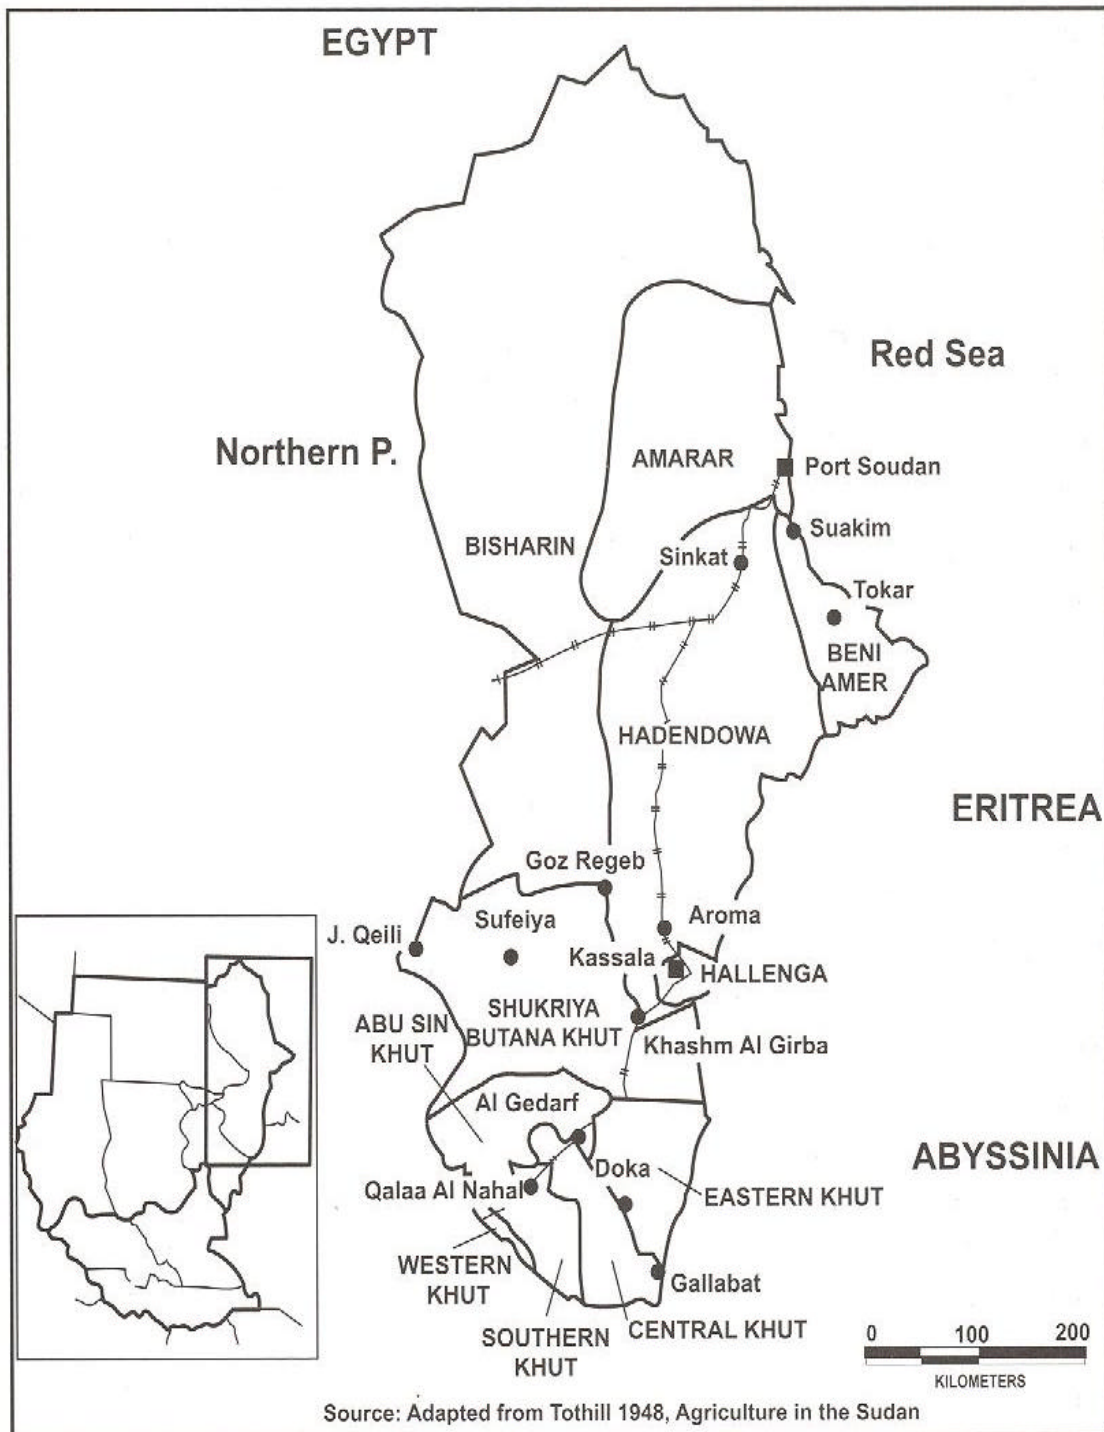 EGYPT
Red Sea
Northern P.
AMARAR
Port Soudan
BISHARIN
Suakim
Sinkat
Tokar
BENI
AMER
HADENDOWA
ERITREA
Goz Regeb
Sufeiya
Aroma
J. Qeili
Kassala
HALLENGA
SHUKRIYA
BUTANA KHUT
ABU SIN
KHUT
Khashm Al Girba
Al Gedarf
ABYSSINIA
Doka
Qalaa Al Nahal
EASTERN KHUT
WESTERN
KHUT
Gallabat
SOUTHERN
KHUT
CENTRAL KHUT
0 100 200
KILOMETERS
Source: Adapted from Tothill 1948, Agriculture in the Sudan